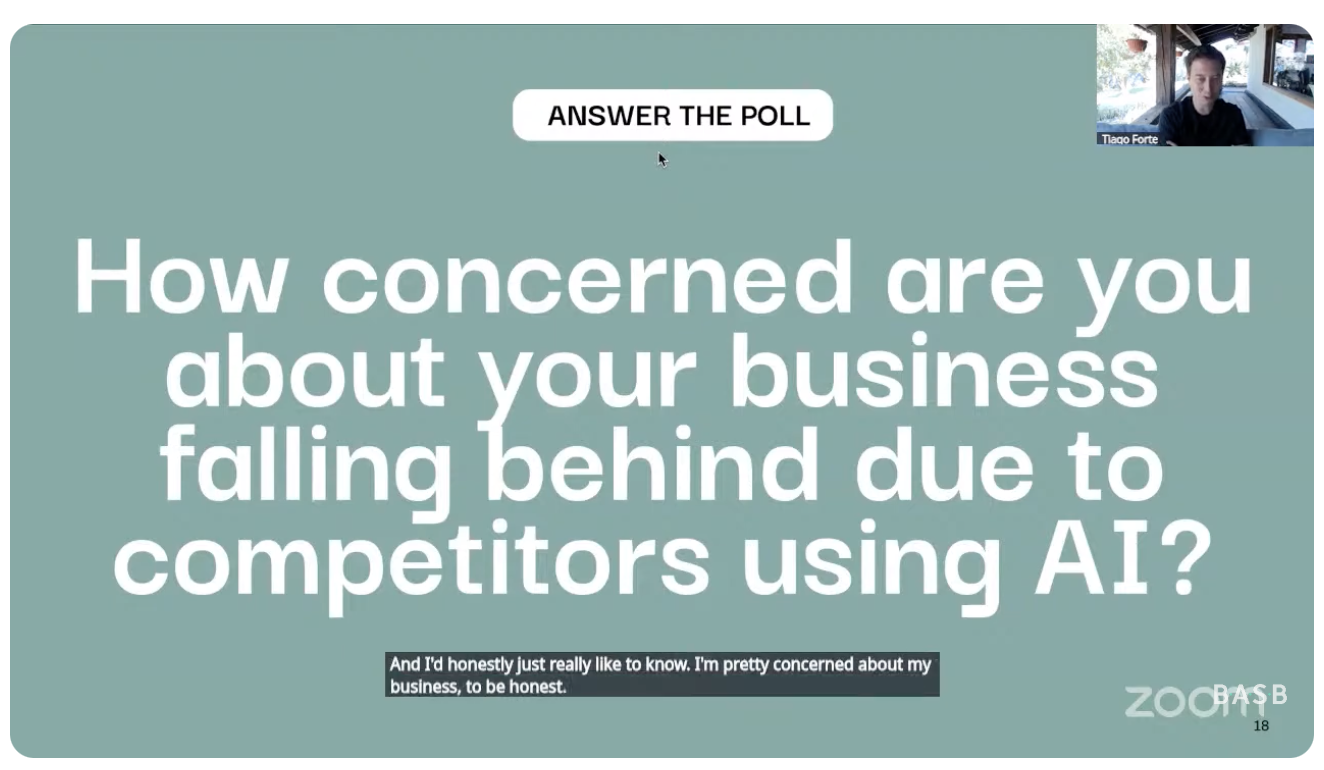 ANSWER THE POLL
Tiago Forte
How concerned are you
about your business
falling behind due to
competitors using AI?
And I'd honestly just really like to know. I'm pretty concerned about my
business, to be honest.
zoom
BASB
18